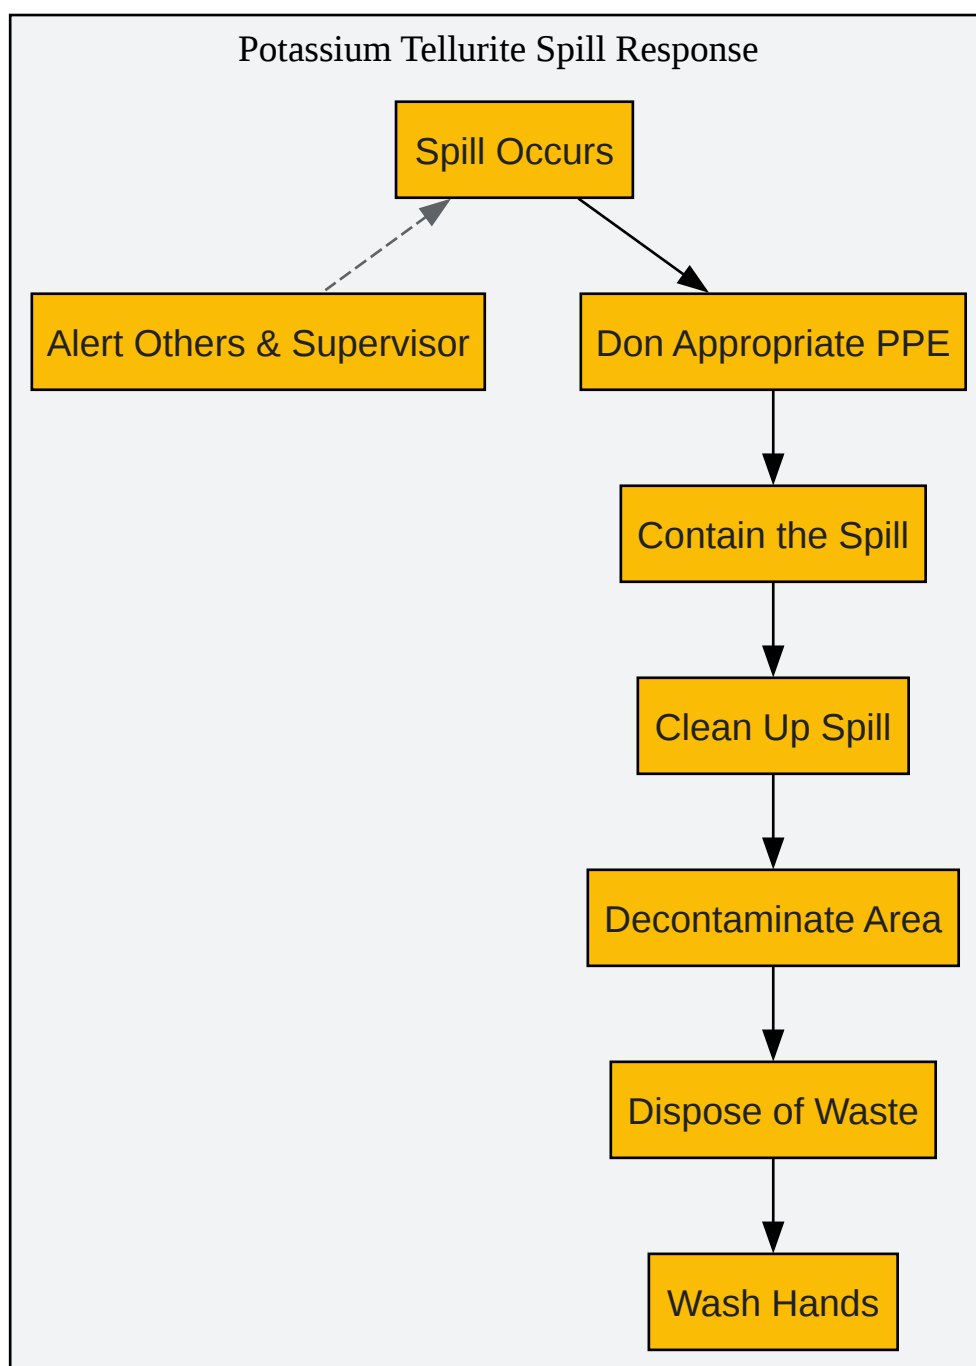 Potassium Tellurite Spill Response
Spill Occurs
Alert Others & Supervisor
Don Appropriate PPE
Contain the Spill
Clean Up Spill
Decontaminate Area
Dispose of Waste
Wash Hands